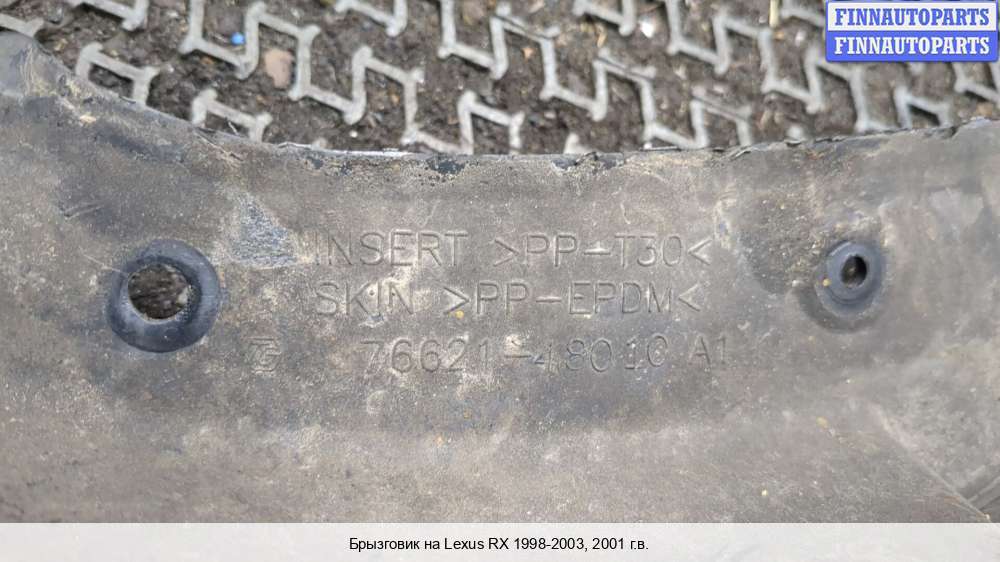 FINNAUTOPARTS
FINNAUTOPARTS
INSERT >PP-T30<
SKIN >PP-EPDM<
76621-48010 A1
Брызговик на Lexus RX 1998-2003, 2001 г.в.